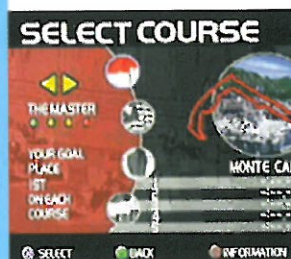 SELECT COURSE
THE MASTER
YOUR GOAL
PLACE
1ST
ON EACH
COURSE
MONTE CA
SELECT
BACK
INFORMATION